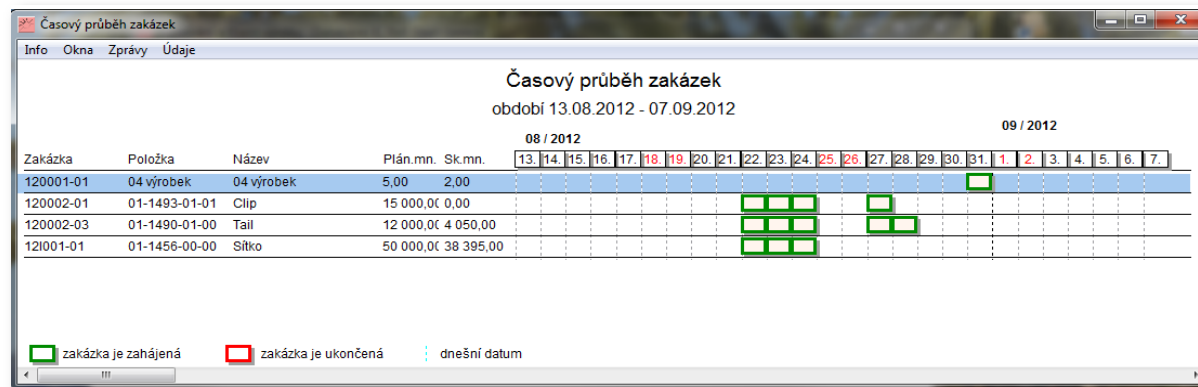 Časový průběh zakázek
Info Okna Zprávy Údaje
Časový průběh zakázek
období 13.08.2012 - 07.09.2012
08 / 2012 09 / 2012
Zakázka Položka Název Plán.mn. Sk.mn. 13. 14. 15. 16. 17. 18. 19. 20. 21. 22. 23. 24. 25. 26. 27. 28. 29. 30. 31. 1. 2. 3. 4. 5. 6. 7.
120001-01 04 výrobek 04 výrobek 5,00 2,00
120002-01 01-1493-01-01 Clip 15 000,0( 0,00
120002-03 01-1490-01-00 Tail 12 000,0( 4 050,00
12I001-01 01-1456-00-00 Sítko 50 000,0( 38 395,00
zakázka je zahájená zakázka je ukončená dnešní datum